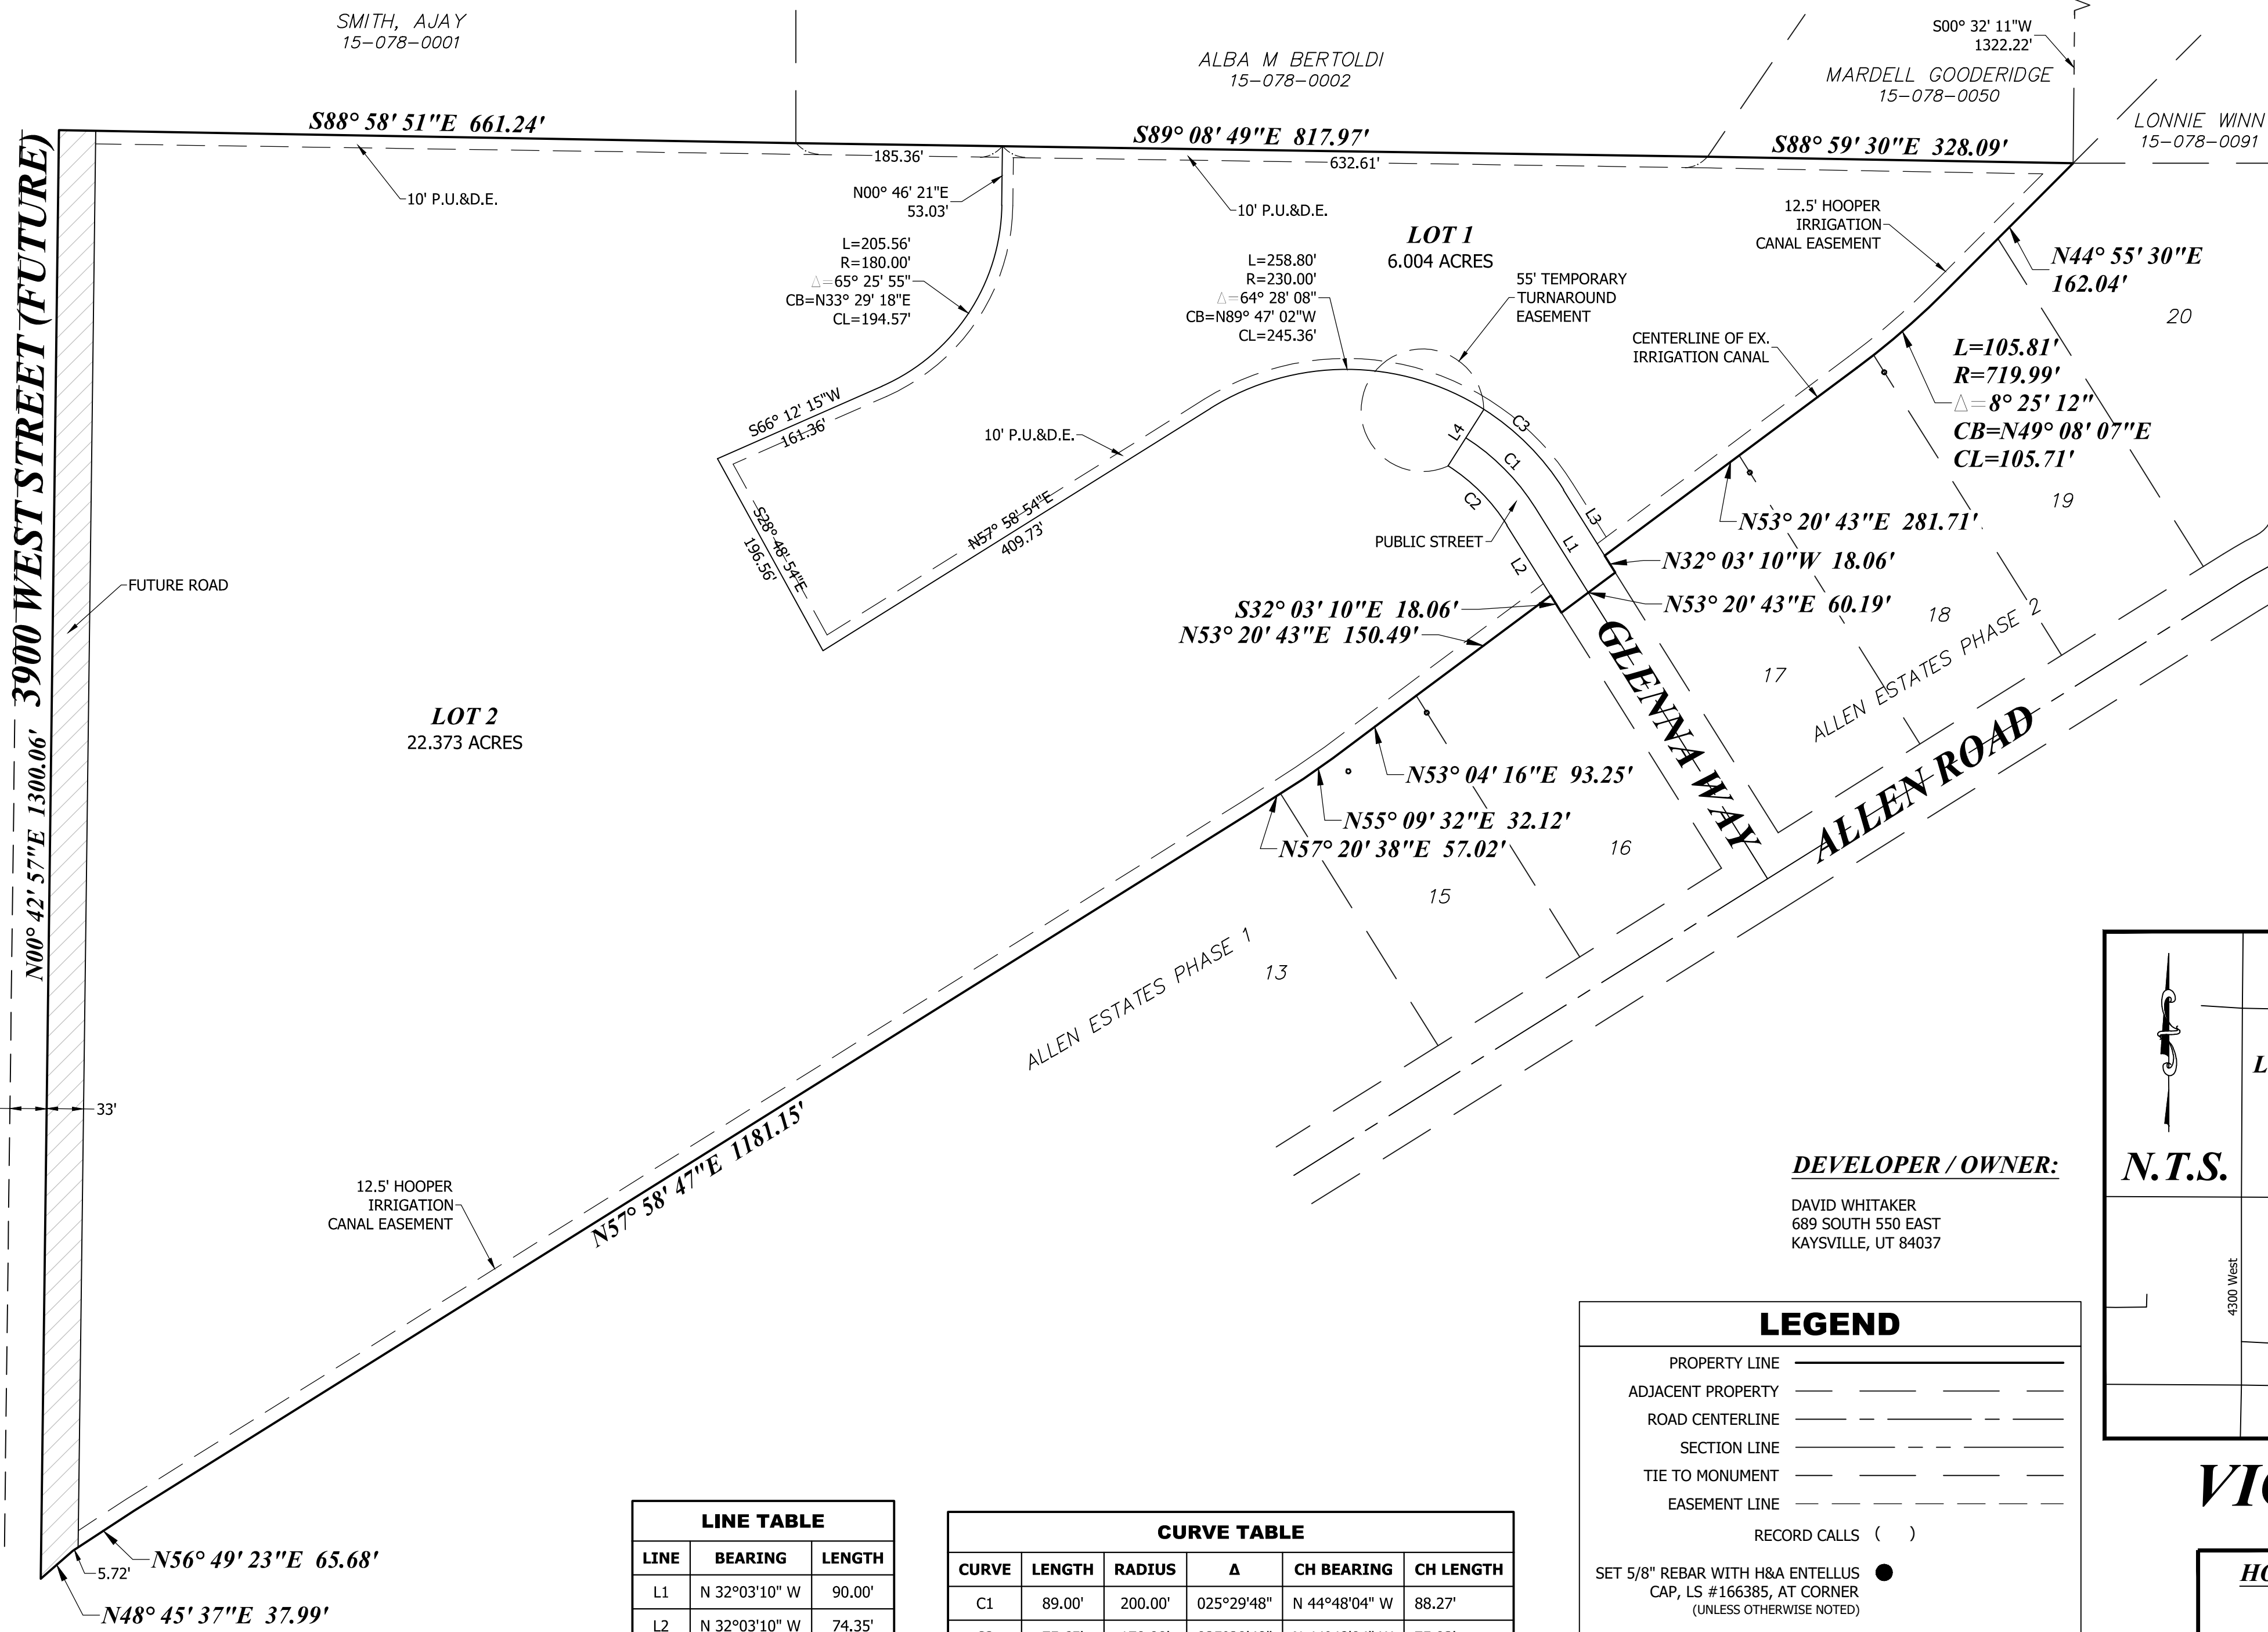 SMITH, AJAY
15-078-0001
ALBA M BERTOLDI
15-078-0002
S00° 32' 11"W
1322.22'
MARDELL GOODERIDGE
15-078-0050
LONNIE WINN
15-078-0091
S88° 58' 51"E 661.24'
S89° 08' 49"E 817.97'
S88° 59' 30"E 328.09'
185.36'
632.61'
10' P.U.&D.E.
N00° 46' 21"E
53.03'
10' P.U.&D.E.
12.5' HOOPER
IRRIGATION
CANAL EASEMENT
LOT 1
6.004 ACRES
L=205.56'
R=180.00'
△=65° 25' 55"
CB=N33° 29' 18"E
CL=194.57'
L=258.80'
R=230.00'
△=64° 28' 08"
CB=N89° 47' 02"W
CL=245.36'
55' TEMPORARY
TURNAROUND
EASEMENT
N44° 55' 30"E
162.04'
20
CENTERLINE OF EX.
IRRIGATION CANAL
L=105.81'
R=719.99'
△=8° 25' 12"
CB=N49° 08' 07"E
CL=105.71'
S66° 12' 15"W
161.36'
10' P.U.&D.E.
L4
C3
C1
C2
19
S28° 48' 54"E
196.56'
N57° 58' 54"E
409.73'
L3
L1
L2
PUBLIC STREET
N53° 20' 43"E 281.71'
N32° 03' 10"W 18.06'
3900 WEST STREET (FUTURE)
FUTURE ROAD
S32° 03' 10"E 18.06'
N53° 20' 43"E 60.19'
N53° 20' 43"E 150.49'
18
17
ALLEN ESTATES PHASE 2
GLENNA WAY
ALLEN ROAD
LOT 2
22.373 ACRES
N00° 42' 57"E 1300.06'
N53° 04' 16"E 93.25'
N55° 09' 32"E 32.12'
N57° 20' 38"E 57.02'
16
15
13
ALLEN ESTATES PHASE 1
33'
N57° 58' 47"E 1181.15'
12.5' HOOPER
IRRIGATION
CANAL EASEMENT
DEVELOPER / OWNER:
DAVID WHITAKER
689 SOUTH 550 EAST
KAYSVILLE, UT 84037
L
N.T.S.
4300 West
LEGEND
PROPERTY LINE
ADJACENT PROPERTY
ROAD CENTERLINE
SECTION LINE
TIE TO MONUMENT
EASEMENT LINE
RECORD CALLS ( )
SET 5/8" REBAR WITH H&A ENTELLUS
CAP, LS #166385, AT CORNER
(UNLESS OTHERWISE NOTED)
N56° 49' 23"E 65.68'
5.72'
N48° 45' 37"E 37.99'
LINE TABLE
LINE BEARING LENGTH
L1 N 32°03'10" W 90.00'
L2 N 32°03'10" W 74.35'
CURVE TABLE
CURVE LENGTH RADIUS Δ CH BEARING CH LENGTH
C1 89.00' 200.00' 025°29'48" N 44°48'04" W 88.27'